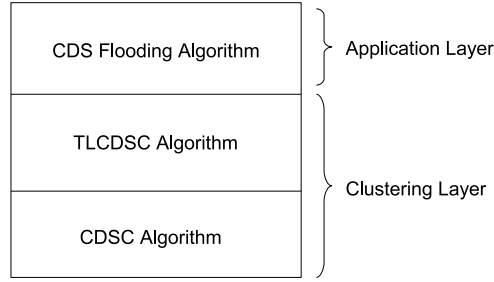 CDS Flooding Algorithm
Application Layer
TLCDSC Algorithm
Clustering Layer
CDSC Algorithm